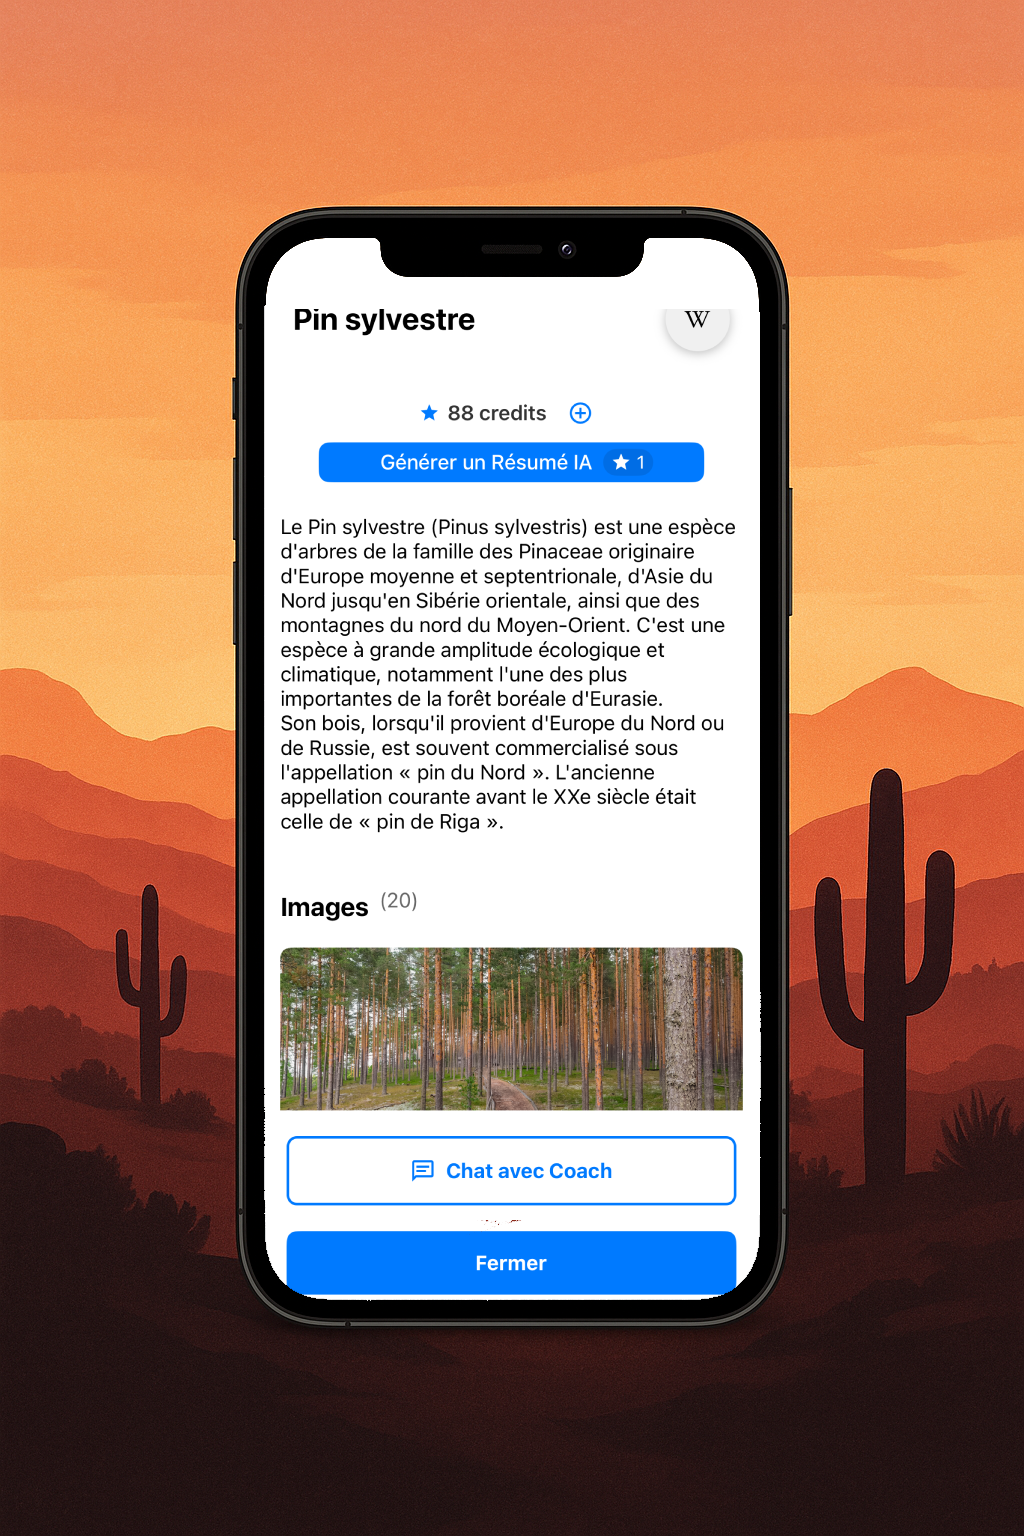 Pin sylvestre
W
88 credits
Générer un Résumé IA 1
Le Pin sylvestre (Pinus sylvestris) est une espèce
d'arbres de la famille des Pinaceae originaire
d'Europe moyenne et septentrionale, d'Asie du
Nord jusqu'en Sibérie orientale, ainsi que des
montagnes du nord du Moyen-Orient. C'est une
espèce à grande amplitude écologique et
climatique, notamment l'une des plus
importantes de la forêt boréale d'Eurasie.
Son bois, lorsqu'il provient d'Europe du Nord ou
de Russie, est souvent commercialisé sous
l'appellation « pin du Nord ». L'ancienne
appellation courante avant le XXe siècle était
celle de « pin de Riga ».
Images (20)
Chat avec Coach
Fermer